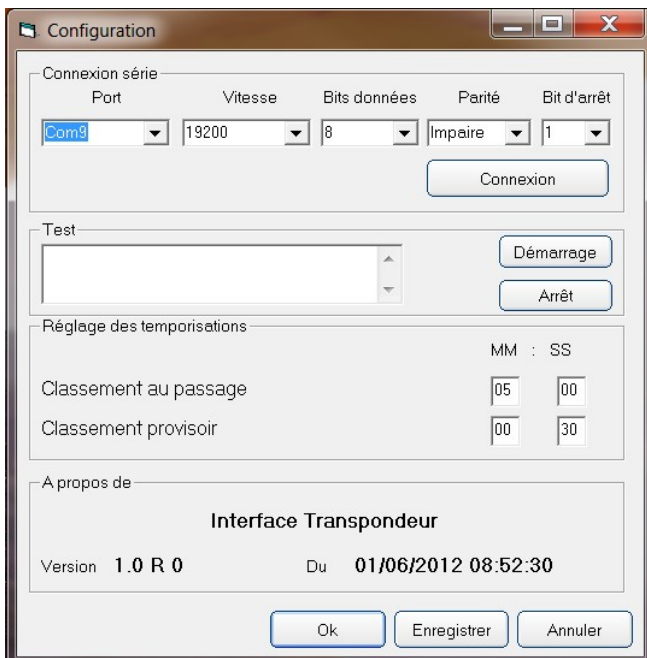 Configuration
Connexion série
Port Vitesse Bits données Parité Bit d'arrêt
Com9 19200 8 Impaire 1
Connexion
Test
Démarrage
Arrêt
Réglage des temporisations
MM : SS
Classement au passage 05 00
Classement provisoir 00 30
A propos de
Interface Transpondeur
Version 1.0 R 0 Du 01/06/2012 08:52:30
Ok Enregistrer Annuler